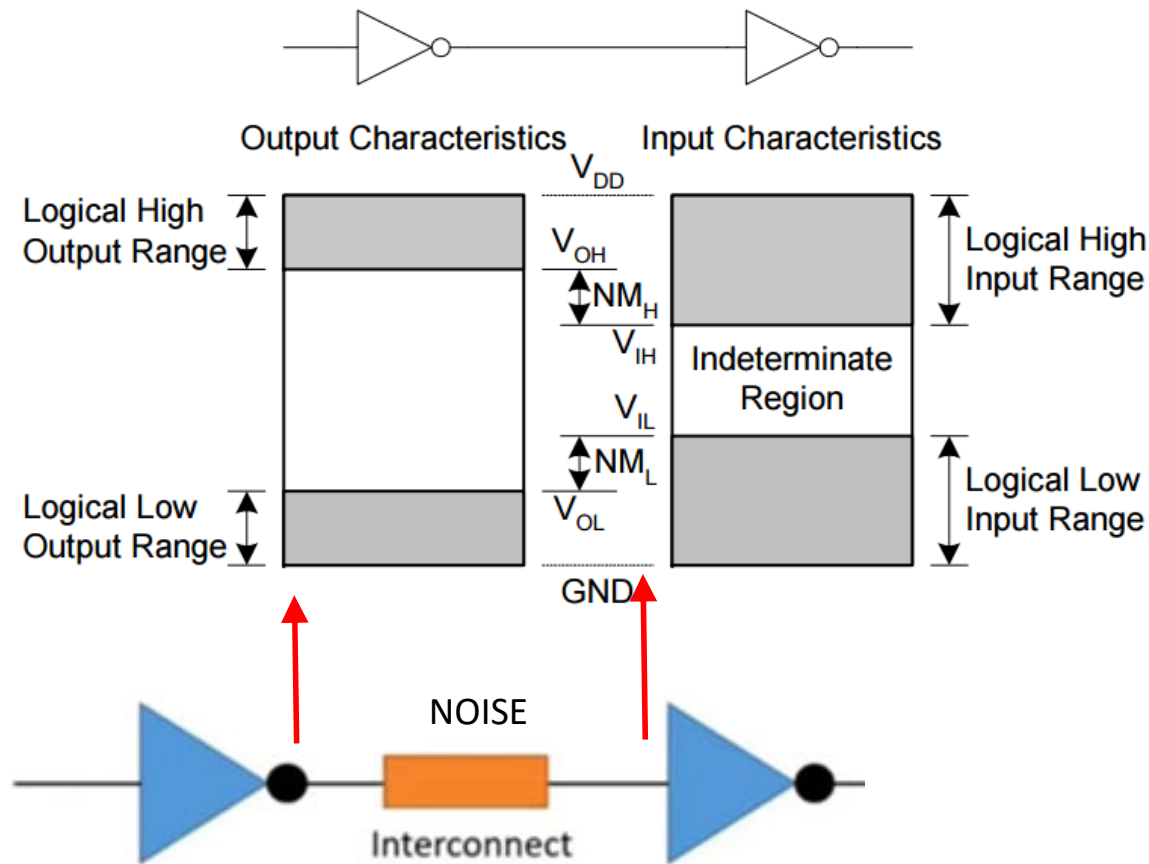 Output Characteristics
Input Characteristics
V_DD
Logical High
Output Range
V_OH
NM_H
V_IH
Logical High
Input Range
Indeterminate
Region
V_IL
NM_L
V_OL
Logical Low
Output Range
Logical Low
Input Range
GND
NOISE
Interconnect